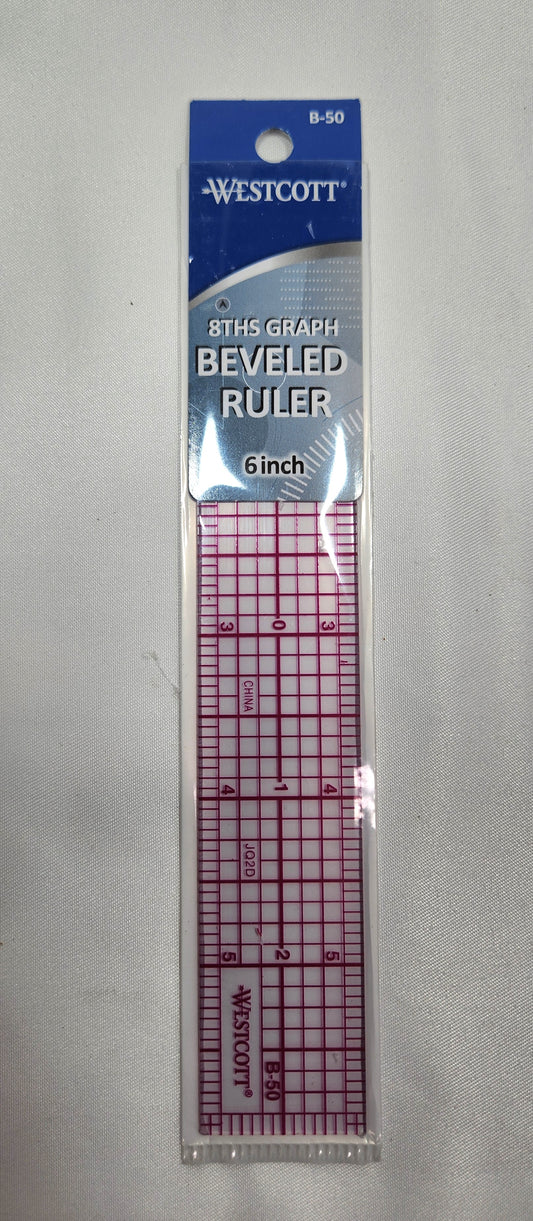 B-50
WESTCOTT®
A
8THS GRAPH
BEVELED
RULER
6 inch
3 0 3
CHINA
4 1 4
JQ2D
5 2 5
WESTCOTT®
B-50